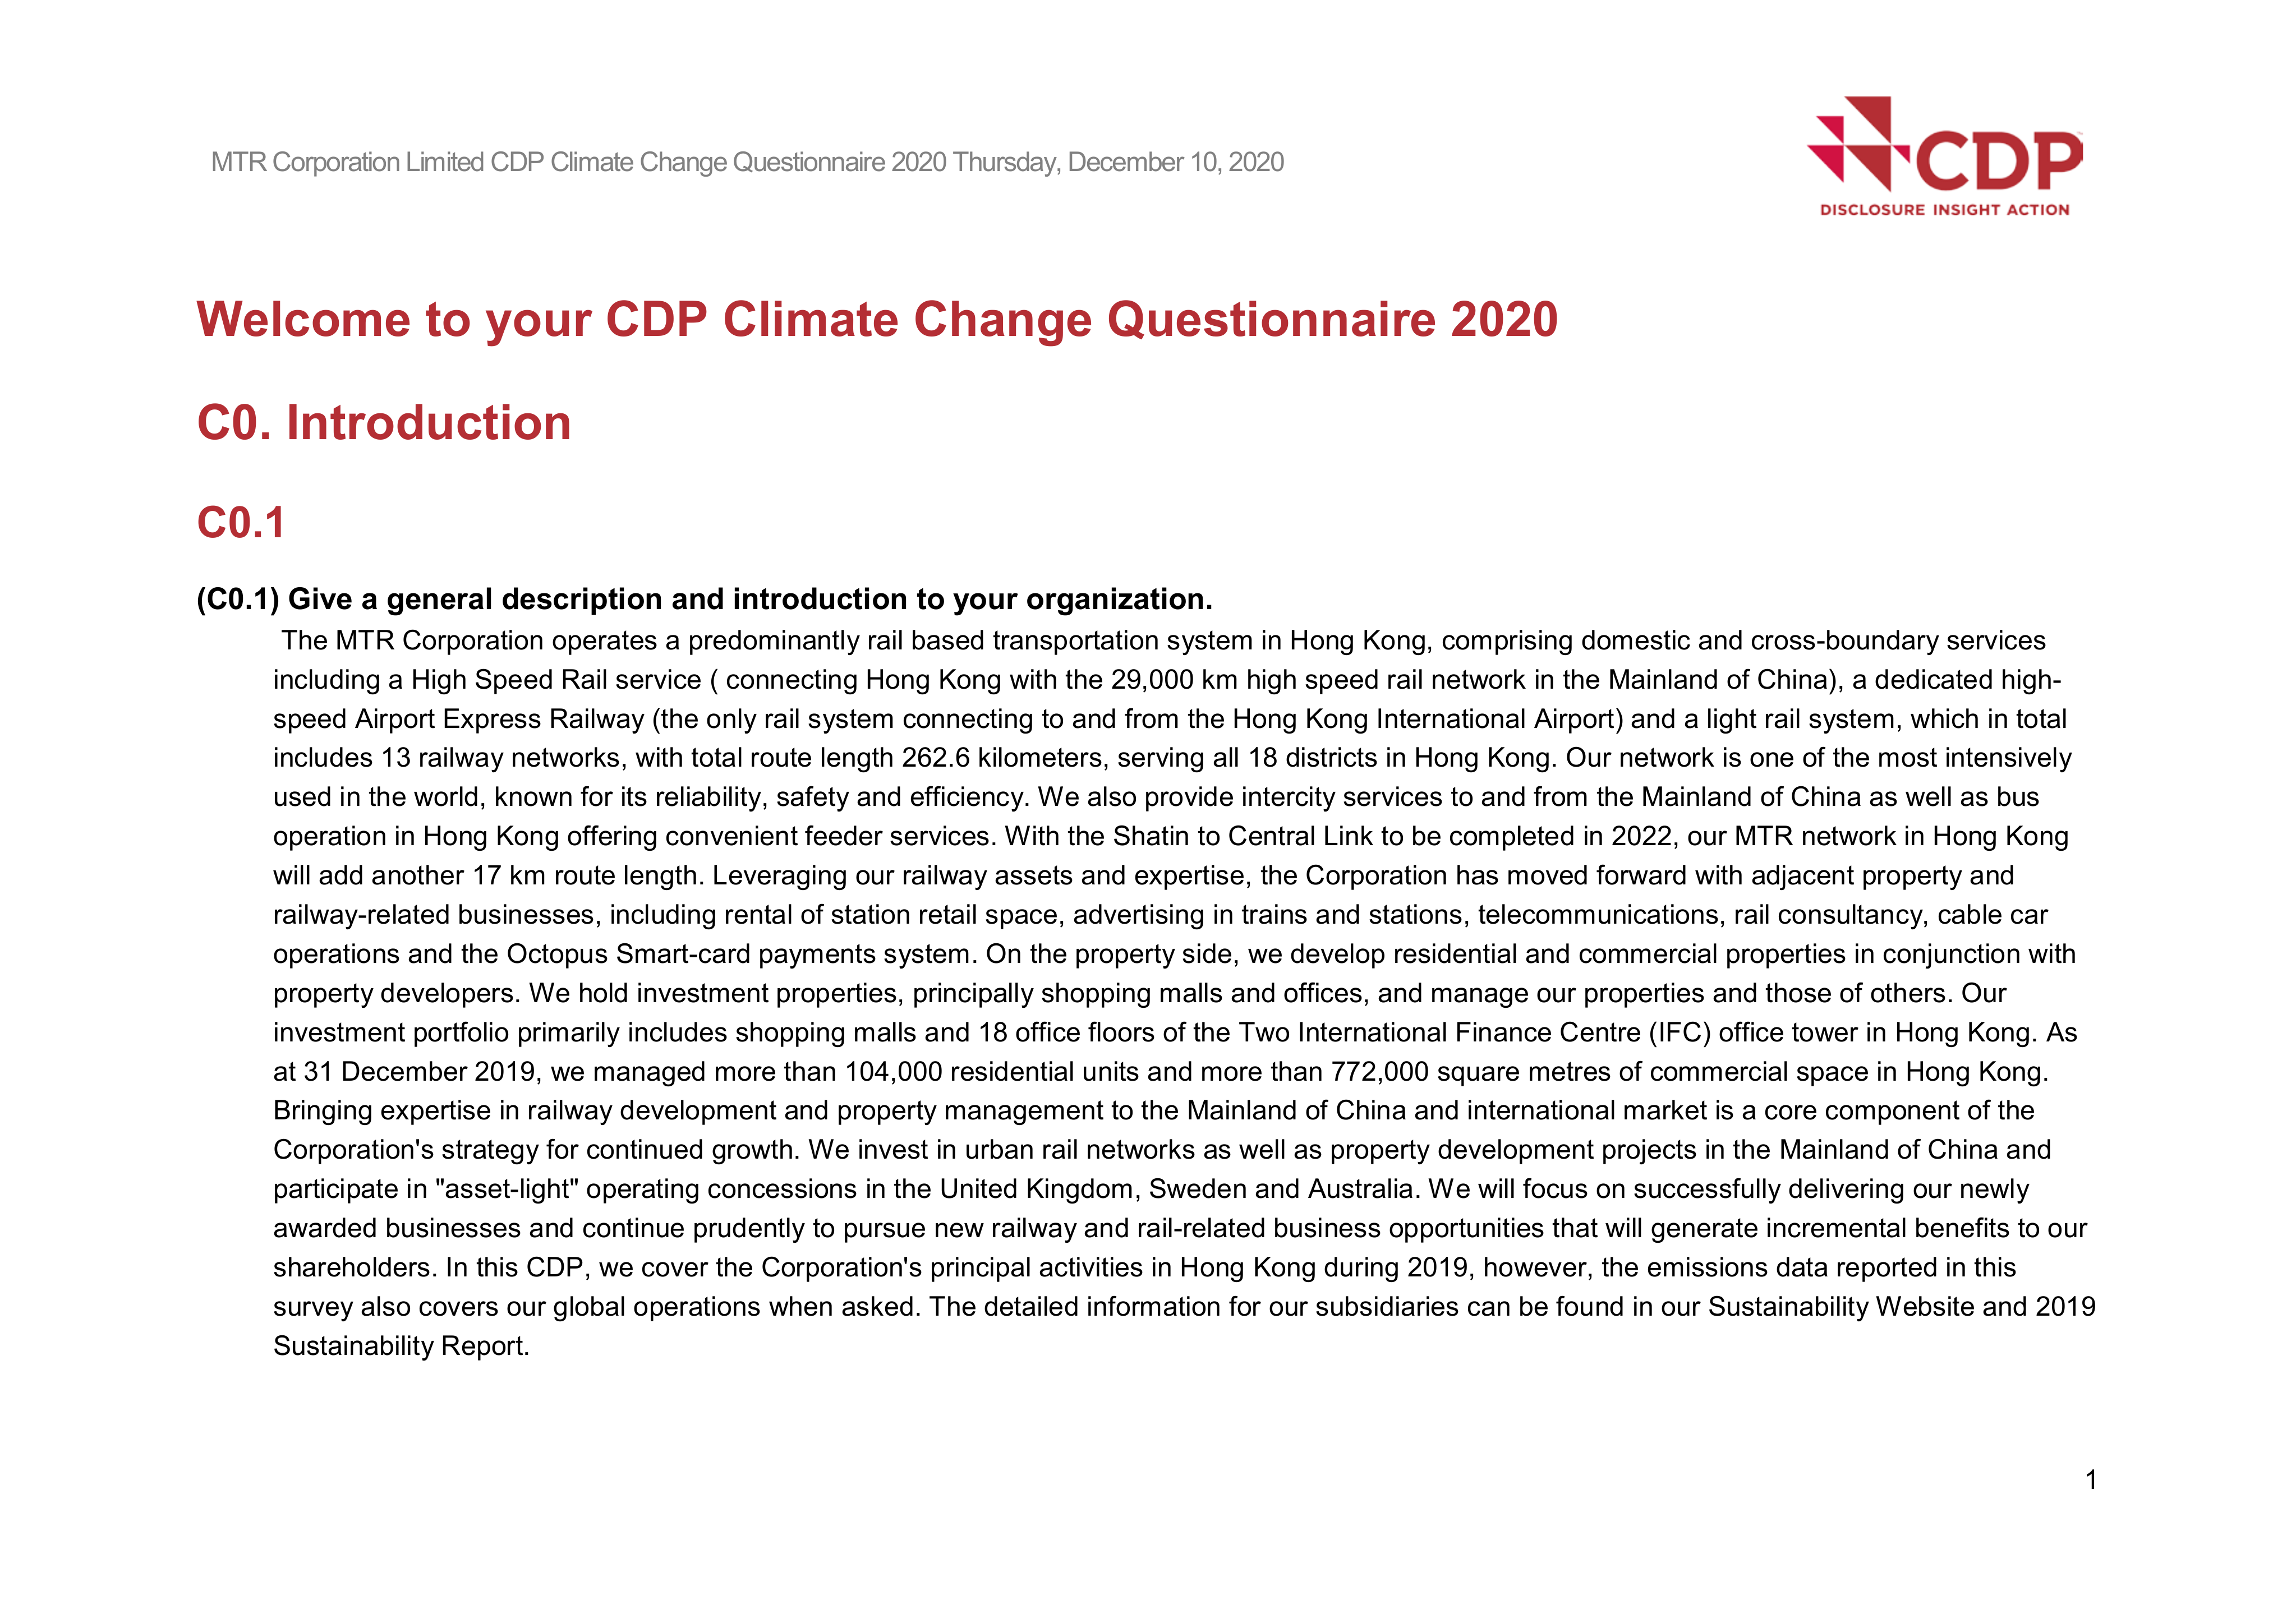 MTR Corporation Limited CDP Climate Change Questionnaire 2020 Thursday, December 10, 2020
CDP
DISCLOSURE INSIGHT ACTION
Welcome to your CDP Climate Change Questionnaire 2020
C0. Introduction
C0.1
(C0.1) Give a general description and introduction to your organization.
The MTR Corporation operates a predominantly rail based transportation system in Hong Kong, comprising domestic and cross-boundary services
including a High Speed Rail service ( connecting Hong Kong with the 29,000 km high speed rail network in the Mainland of China), a dedicated high-
speed Airport Express Railway (the only rail system connecting to and from the Hong Kong International Airport) and a light rail system, which in total
includes 13 railway networks, with total route length 262.6 kilometers, serving all 18 districts in Hong Kong. Our network is one of the most intensively
used in the world, known for its reliability, safety and efficiency. We also provide intercity services to and from the Mainland of China as well as bus
operation in Hong Kong offering convenient feeder services. With the Shatin to Central Link to be completed in 2022, our MTR network in Hong Kong
will add another 17 km route length. Leveraging our railway assets and expertise, the Corporation has moved forward with adjacent property and
railway-related businesses, including rental of station retail space, advertising in trains and stations, telecommunications, rail consultancy, cable car
operations and the Octopus Smart-card payments system. On the property side, we develop residential and commercial properties in conjunction with
property developers. We hold investment properties, principally shopping malls and offices, and manage our properties and those of others. Our
investment portfolio primarily includes shopping malls and 18 office floors of the Two International Finance Centre (IFC) office tower in Hong Kong. As
at 31 December 2019, we managed more than 104,000 residential units and more than 772,000 square metres of commercial space in Hong Kong.
Bringing expertise in railway development and property management to the Mainland of China and international market is a core component of the
Corporation's strategy for continued growth. We invest in urban rail networks as well as property development projects in the Mainland of China and
participate in "asset-light" operating concessions in the United Kingdom, Sweden and Australia. We will focus on successfully delivering our newly
awarded businesses and continue prudently to pursue new railway and rail-related business opportunities that will generate incremental benefits to our
shareholders. In this CDP, we cover the Corporation's principal activities in Hong Kong during 2019, however, the emissions data reported in this
survey also covers our global operations when asked. The detailed information for our subsidiaries can be found in our Sustainability Website and 2019
Sustainability Report.
1